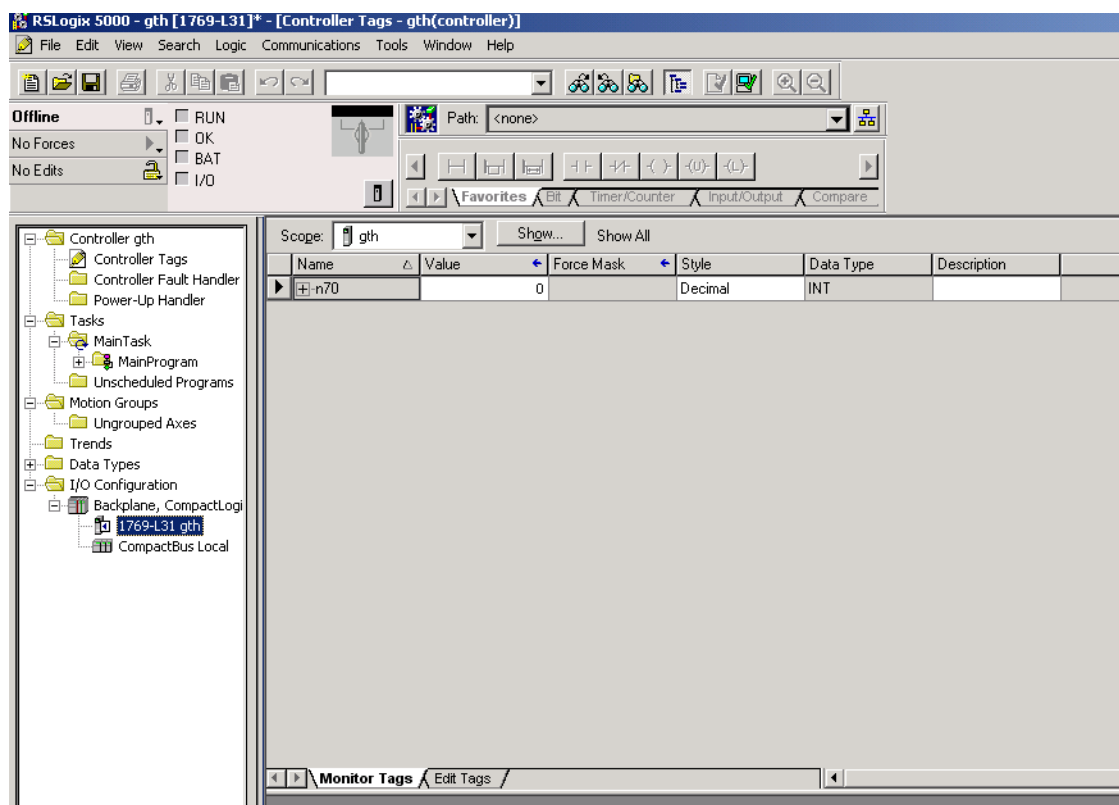 RSLogix 5000 - gth [1769-L31]* - [Controller Tags - gth(controller)]
File Edit View Search Logic Communications Tools Window Help
Offline
RUN
Path: <none>
No Forces
OK
No Edits
BAT
I/O
Favorites Bit Timer/Counter Input/Output Compare
Controller gth
Controller Tags
Controller Fault Handler
Power-Up Handler
Tasks
MainTask
MainProgram
Unscheduled Programs
Motion Groups
Ungrouped Axes
Trends
Data Types
I/O Configuration
Backplane, CompactLogi
1769-L31 gth
CompactBus Local
Scope: gth Show... Show All
Name Value Force Mask Style Data Type Description
n70 0 Decimal INT
Monitor Tags Edit Tags